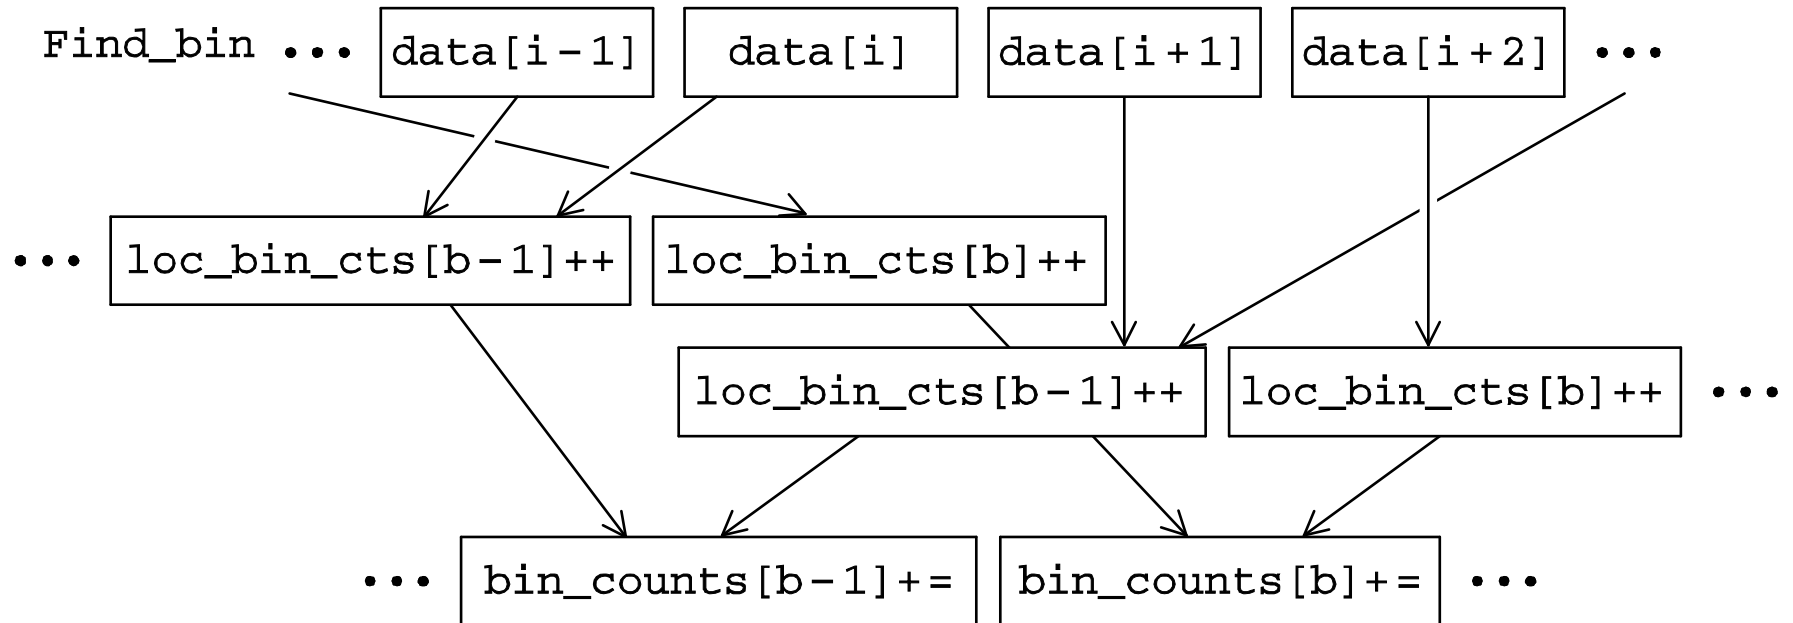 Find_bin ••• data[i-1] data[i] data[i+1] data[i+2] •••
••• loc_bin_cts[b-1]++ loc_bin_cts[b]++
loc_bin_cts[b-1]++ loc_bin_cts[b]++ •••
••• bin_counts[b-1]+= bin_counts[b]+= •••